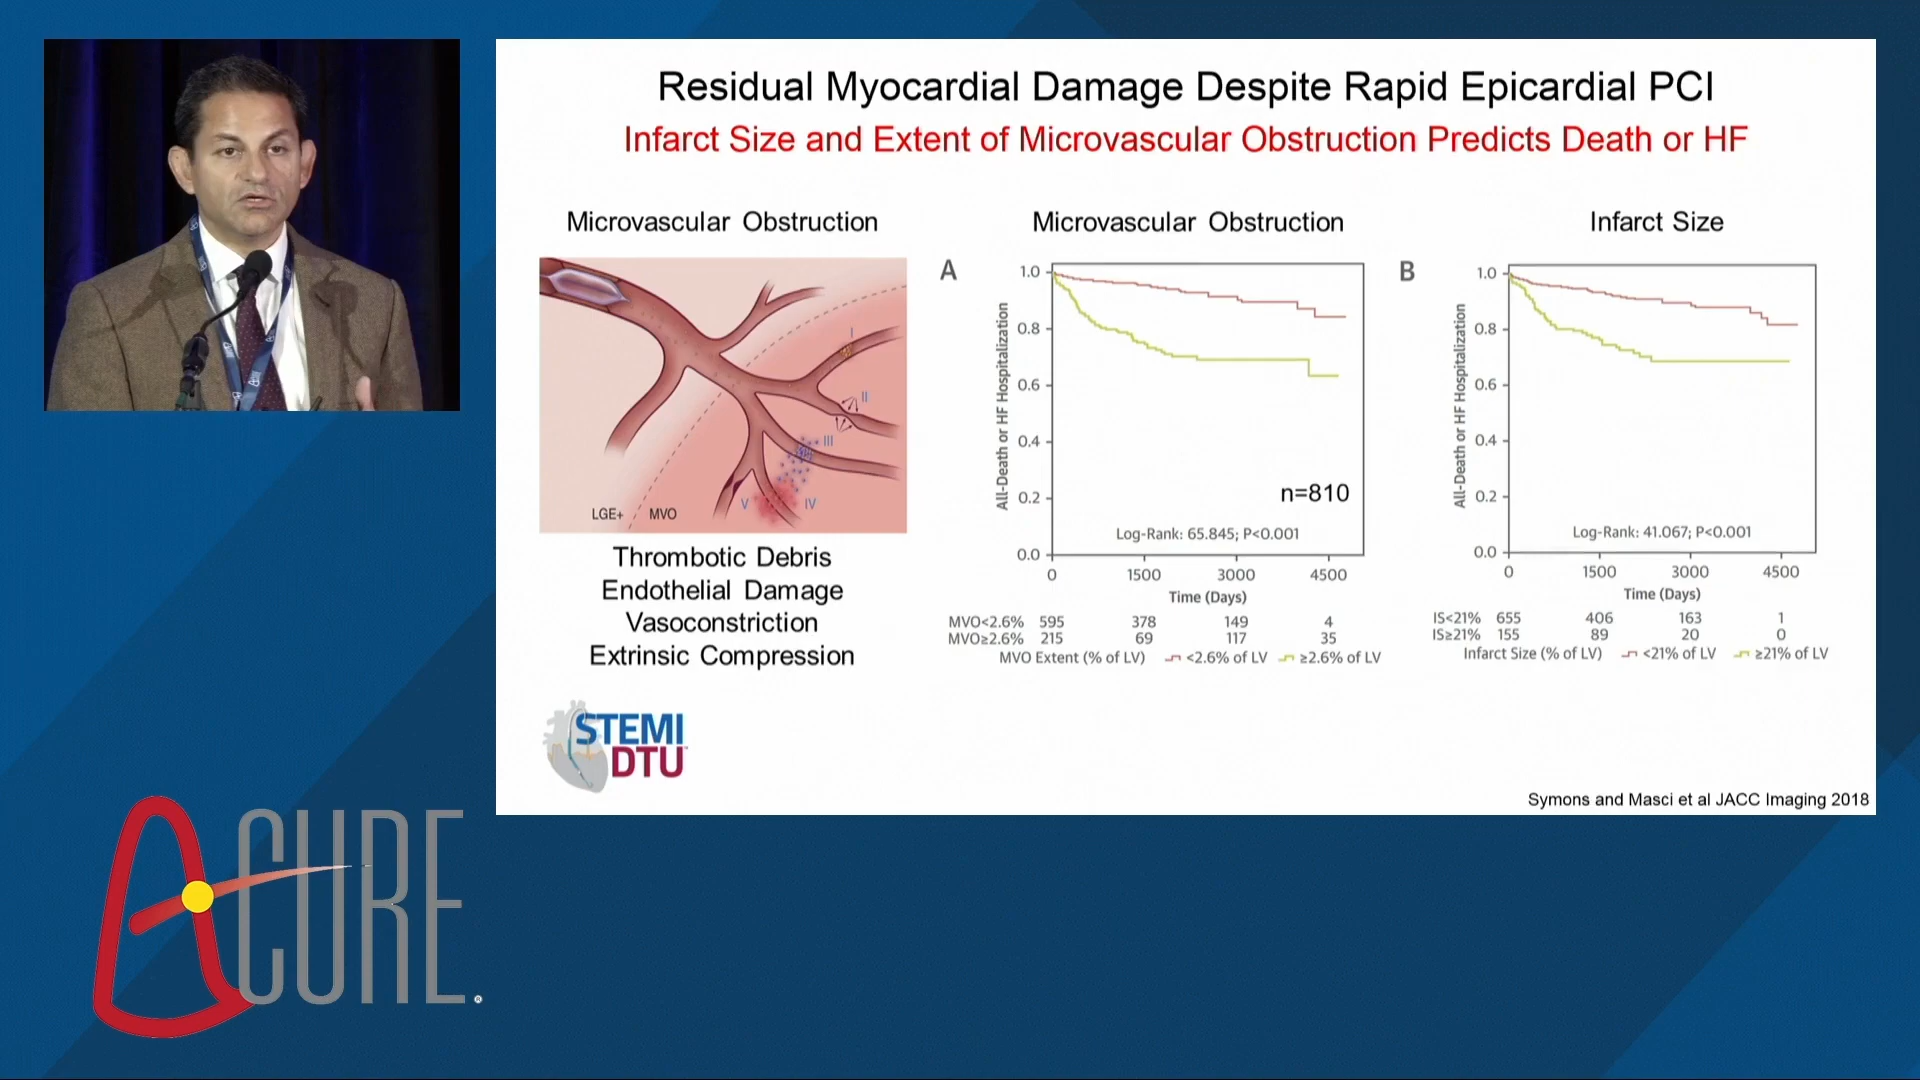 Residual Myocardial Damage Despite Rapid Epicardial PCI
Infarct Size and Extent of Microvascular Obstruction Predicts Death or HF
Microvascular Obstruction
I
II
III
IV
V
LGE+
MVO
Thrombotic Debris
Endothelial Damage
Vasoconstriction
Extrinsic Compression
Microvascular Obstruction
A
All-Death or HF Hospitalization
1.0
0.8
0.6
0.4
0.2
0.0
n=810
Log-Rank: 65.845; P<0.001
0 1500 3000 4500
Time (Days)
MVO<2.6% 595 378 149 4
MVO≥2.6% 215 69 117 35
MVO Extent (% of LV) <2.6% of LV ≥2.6% of LV
Infarct Size
B
All-Death or HF Hospitalization
1.0
0.8
0.6
0.4
0.2
0.0
Log-Rank: 41.067; P<0.001
0 1500 3000 4500
Time (Days)
IS<21% 655 406 163 1
IS≥21% 155 89 20 0
Infarct Size (% of LV) <21% of LV ≥21% of LV
STEMI
DTU
Symons and Masci et al JACC Imaging 2018
A-CURE.®